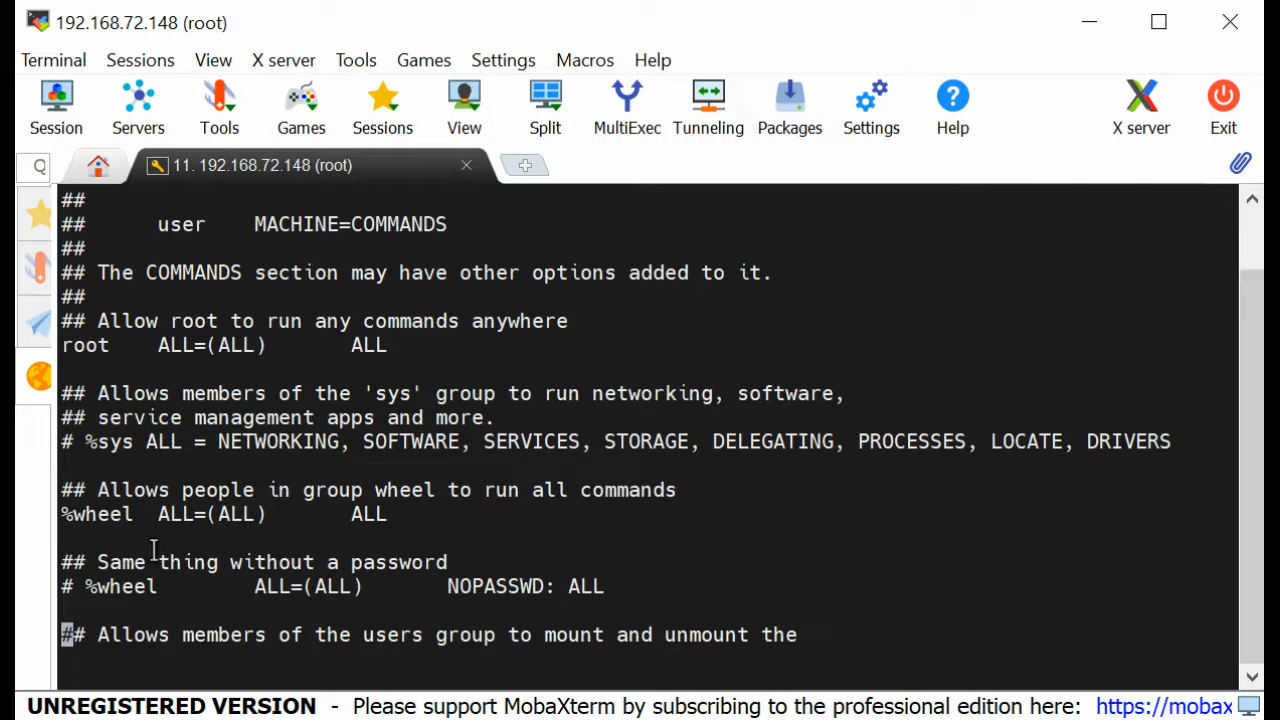 192.168.72.148 (root)
Terminal Sessions View X server Tools Games Settings Macros Help
Session Servers Tools Games Sessions View Split MultiExec Tunneling Packages Settings Help X server Exit
Q 11. 192.168.72.148 (root)
##
## user MACHINE=COMMANDS
##
## The COMMANDS section may have other options added to it.
##
## Allow root to run any commands anywhere
root ALL=(ALL) ALL
## Allows members of the 'sys' group to run networking, software,
## service management apps and more.
# %sys ALL = NETWORKING, SOFTWARE, SERVICES, STORAGE, DELEGATING, PROCESSES, LOCATE, DRIVERS
## Allows people in group wheel to run all commands
%wheel ALL=(ALL) ALL
## Same thing without a password
# %wheel ALL=(ALL) NOPASSWD: ALL
## Allows members of the users group to mount and unmount the
UNREGISTERED VERSION - Please support MobaXterm by subscribing to the professional edition here: https://mobax